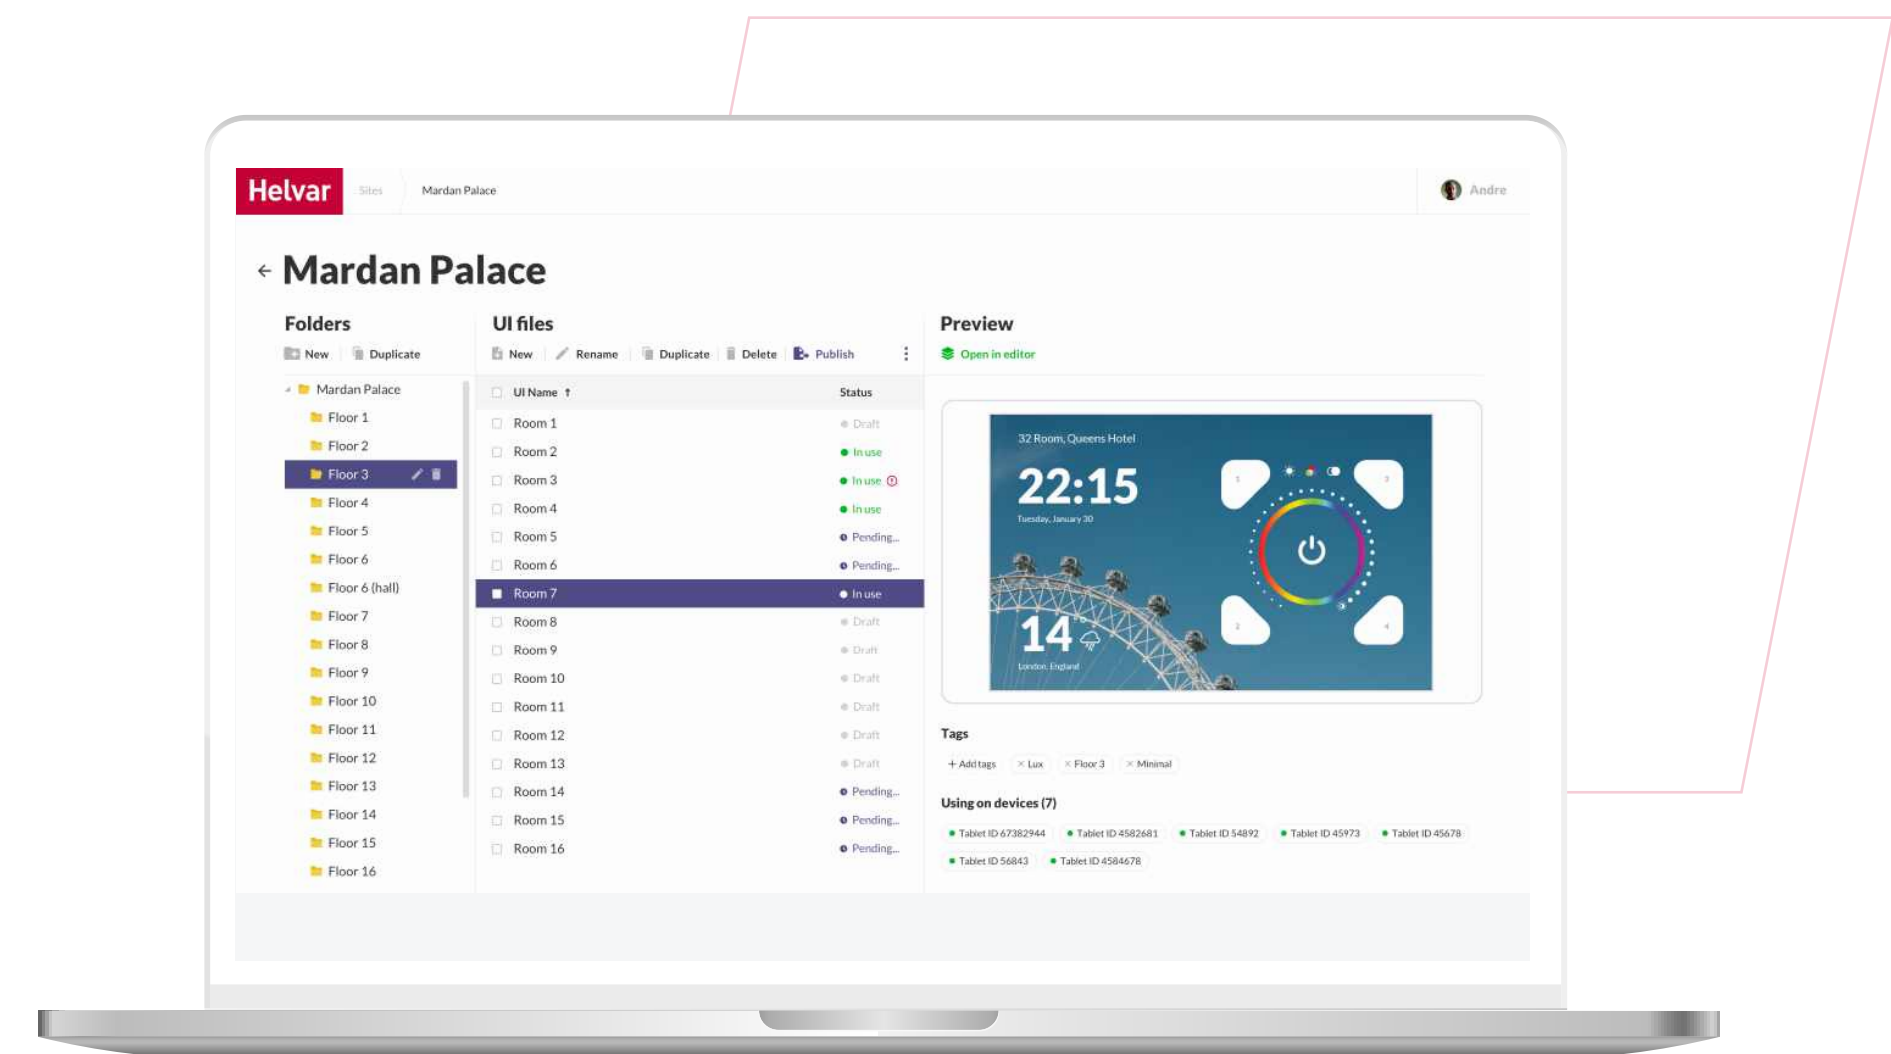 Helvar
Sites
Mardan Palace
Andre
← Mardan Palace
Folders
New
Duplicate
Mardan Palace
Floor 1
Floor 2
Floor 3
Floor 4
Floor 5
Floor 6
Floor 6 (hall)
Floor 7
Floor 8
Floor 9
Floor 10
Floor 11
Floor 12
Floor 13
Floor 14
Floor 15
Floor 16
UI files
New
Rename
Duplicate
Delete
Publish
UI Name ↑ Status
Room 1 Draft
Room 2 In use
Room 3 In use
Room 4 In use
Room 5 Pending...
Room 6 Pending...
Room 7 In use
Room 8 Draft
Room 9 Draft
Room 10 Draft
Room 11 Draft
Room 12 Draft
Room 13 Draft
Room 14 Pending...
Room 15 Pending...
Room 16 Pending...
Preview
Open in editor
32 Room, Queens Hotel
22:15
Tuesday, January 30
1
3
2
4
14°
London, England
Tags
+ Add tags × Lux × Floor 3 × Minimal
Using on devices (7)
Tablet ID 67382944 Tablet ID 4582681 Tablet ID 54892 Tablet ID 45973 Tablet ID 45678
Tablet ID 56843 Tablet ID 4584678